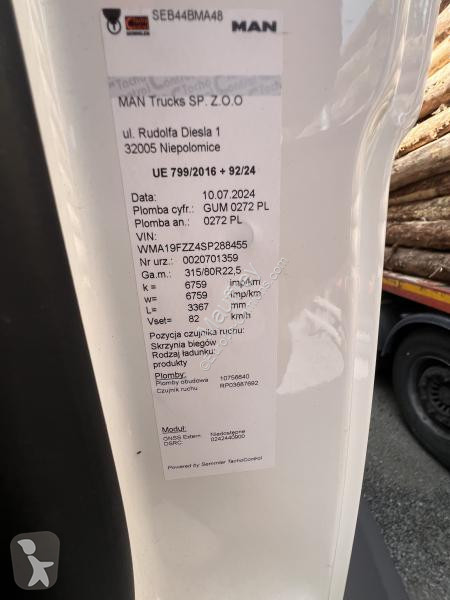 SEB44BMA48
SEMMLER MAN
MAN Trucks SP. Z.O.O
ul. Rudolfa Diesla 1
32005 Niepolomice
UE 799/2016 + 92/24
Data: 10.07.2024
Plomba cyfr.: GUM 0272 PL
Plomba an.: 0272 PL
VIN:
WMA19FZZ4SP288455
Nr urz.: 0020701359
Ga.m.: 315/80R22,5
k = 6759 imp/km
w= 6759 imp/km
L= 3367 mm
Vset= 82 km/h
Pozycja czujnika ruchu:
Skrzynia biegów
Rodzaj ładunku:
produkty
Plomby:
Plomby obudowa 10756840
Czujnik ruchu RP03687692
Moduł:
GNSS Extern Niedostępne
DSRC 0242440900
Powered by Semmler TachoControl